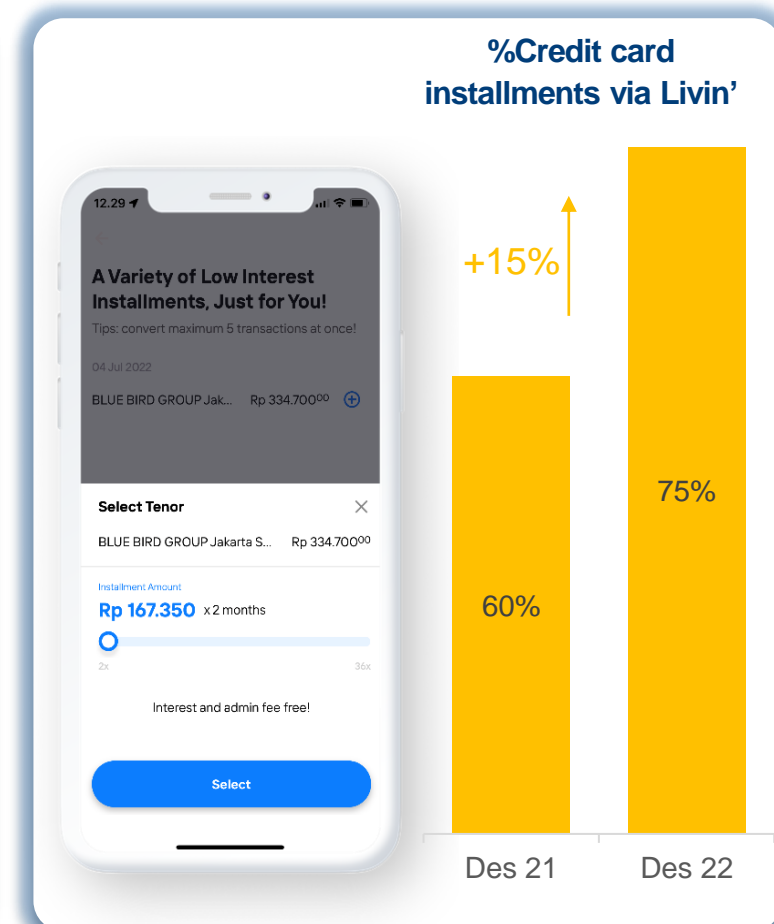 %Credit card
installments via Livin’
12.29
A Variety of Low Interest
Installments, Just for You!
Tips: convert maximum 5 transactions at once!
04 Jul 2022
BLUE BIRD GROUP Jak... Rp 334.700⁰⁰
Select Tenor
BLUE BIRD GROUP Jakarta S... Rp 334.700⁰⁰
Installment Amount
Rp 167.350 x 2 months
2x 36x
Interest and admin fee free!
Select
+15%
60%
75%
Des 21
Des 22